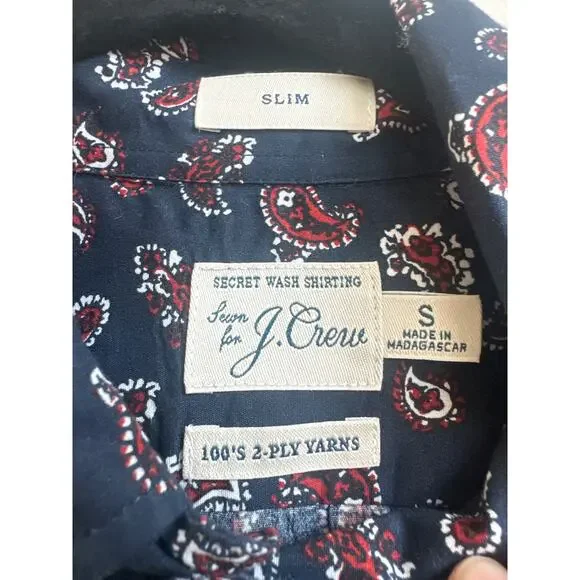 SLIM
SECRET WASH SHIRTING
Sewn
for J. Crew
S
MADE IN
MADAGASCAR
100'S 2-PLY YARNS